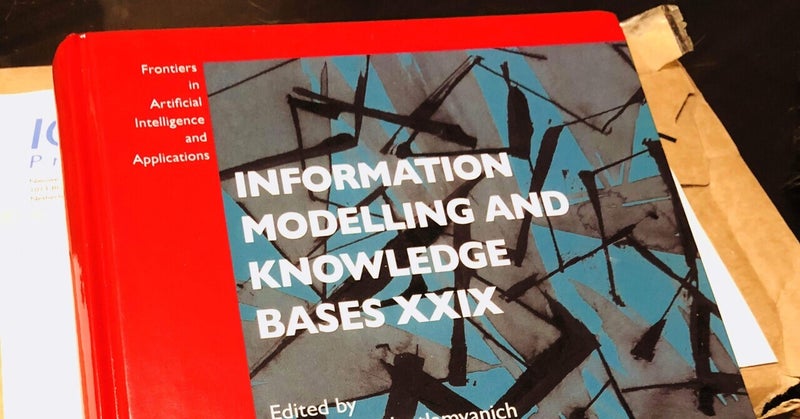 Frontiers
in
Artificial
Intelligence
and
Applications
INFORMATION
MODELLING AND
KNOWLEDGE
BASES XXIX
Edited by